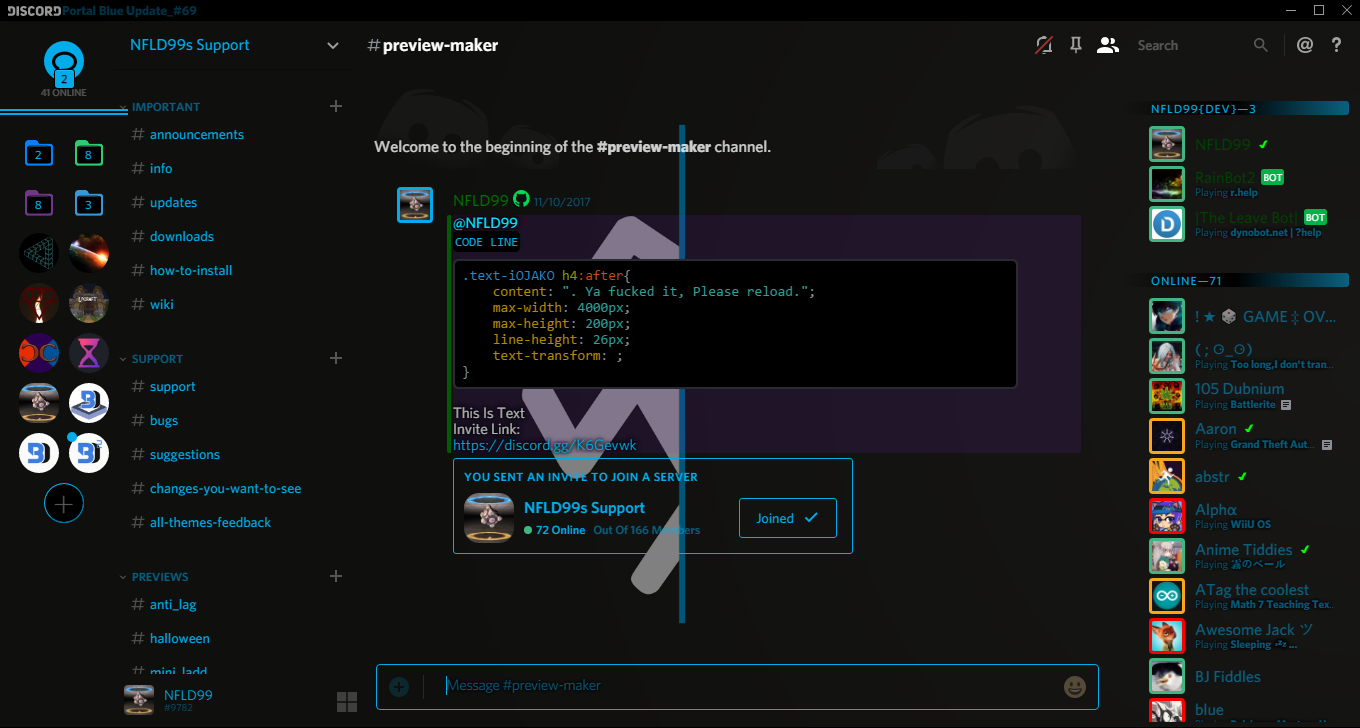 DISCORD Portal Blue Update_#69
2
41 ONLINE
2
8
8
3
NFLD99s Support
IMPORTANT
# announcements
# info
# updates
# downloads
# how-to-install
# wiki
SUPPORT
# support
# bugs
# suggestions
# changes-you-want-to-see
# all-themes-feedback
PREVIEWS
# anti_lag
# halloween
# mini_ladd
NFLD99
#9782
#preview-maker
Search
@ ?
Welcome to the beginning of the #preview-maker channel.
NFLD99 11/10/2017
@NFLD99
CODE LINE
.text-iOJAKO h4:after{
content: ". Ya fucked it, Please reload.";
max-width: 4000px;
max-height: 200px;
line-height: 26px;
text-transform: ;
}
This Is Text
Invite Link:
https://discord.gg/K6Gevwk
YOU SENT AN INVITE TO JOIN A SERVER
NFLD99s Support
72 Online Out Of 166 Members
Joined
Message #preview-maker
NFLD99{DEV}—3
NFLD99
RainBot2 BOT
Playing r.help
[The Leave Bot] BOT
Playing dynobot.net | ?help
ONLINE—71
! ★ GAME ‡ OV...
Playing Too long,I don't tran...
105 Dubnium
Playing Battlerite
Aaron
Playing Grand Theft Aut...
abstr
Alphα
Playing WiiU OS
Anime Tiddies
ATag the coolest
Playing Math 7 Teaching Tex...
Awesome Jack ツ
Playing Sleeping 💤 ...
BJ Fiddles
blue